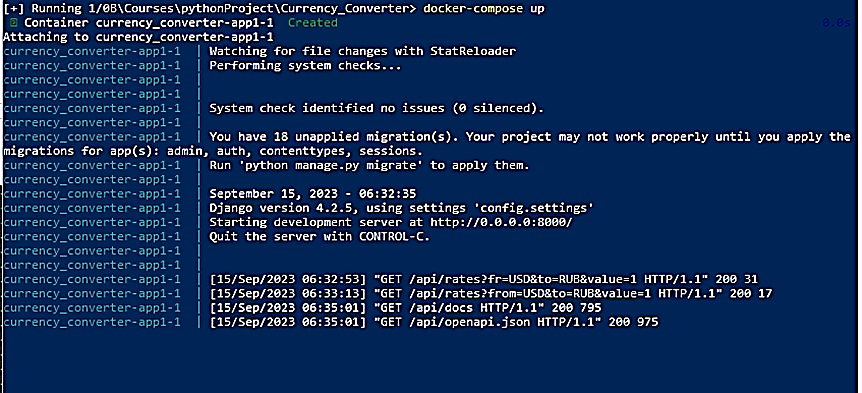 [+] Running 1/0B\Courses\pythonProject\Currency_Converter> docker-compose up
Container currency_converter-app1-1 Created 0.0s
Attaching to currency_converter-app1-1
currency_converter-app1-1 | Watching for file changes with StatReloader
currency_converter-app1-1 | Performing system checks...
currency_converter-app1-1 |
currency_converter-app1-1 |
currency_converter-app1-1 | System check identified no issues (0 silenced).
currency_converter-app1-1 |
currency_converter-app1-1 | You have 18 unapplied migration(s). Your project may not work properly until you apply the
migrations for app(s): admin, auth, contenttypes, sessions.
currency_converter-app1-1 | Run 'python manage.py migrate' to apply them.
currency_converter-app1-1 |
currency_converter-app1-1 | September 15, 2023 - 06:32:35
currency_converter-app1-1 | Django version 4.2.5, using settings 'config.settings'
currency_converter-app1-1 | Starting development server at http://0.0.0.0:8000/
currency_converter-app1-1 | Quit the server with CONTROL-C.
currency_converter-app1-1 |
currency_converter-app1-1 |
currency_converter-app1-1 | [15/Sep/2023 06:32:53] "GET /api/rates?fr=USD&to=RUB&value=1 HTTP/1.1" 200 31
currency_converter-app1-1 | [15/Sep/2023 06:33:13] "GET /api/rates?from=USD&to=RUB&value=1 HTTP/1.1" 200 17
currency_converter-app1-1 | [15/Sep/2023 06:35:01] "GET /api/docs HTTP/1.1" 200 795
currency_converter-app1-1 | [15/Sep/2023 06:35:01] "GET /api/openapi.json HTTP/1.1" 200 975